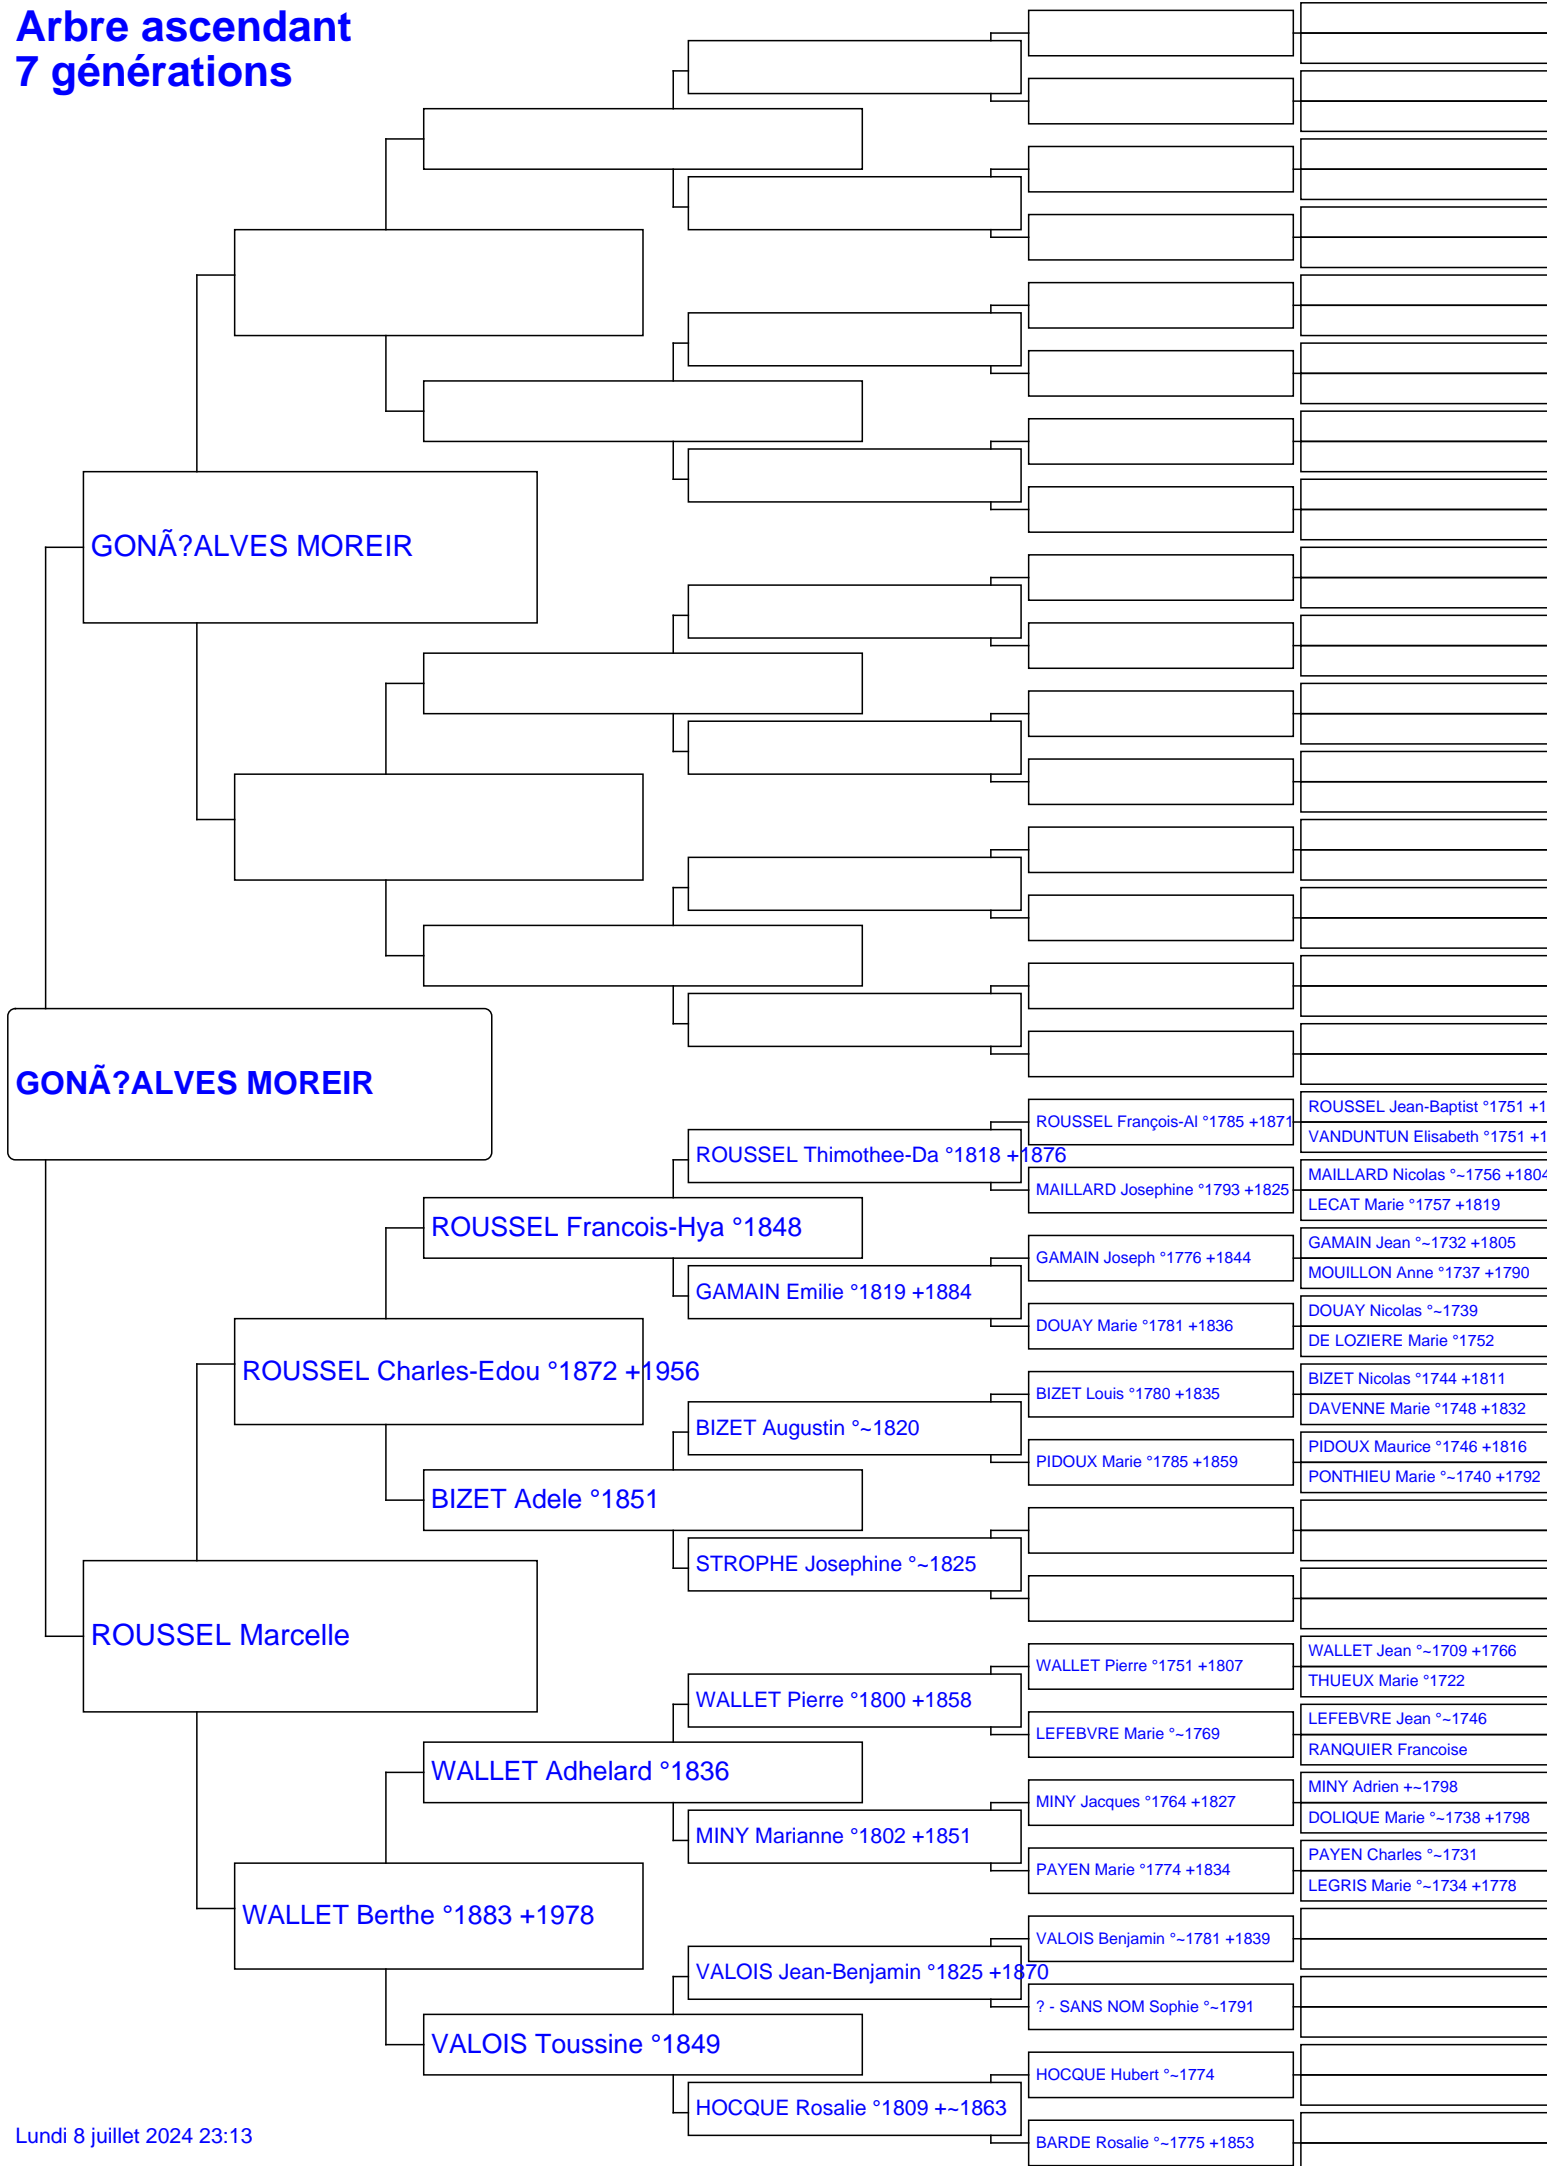 Arbre ascendant
7 générations
GONÃ?ALVES MOREIR
GONÃ?ALVES MOREIR
ROUSSEL Jean-Baptist °1751 +1
ROUSSEL François-Al °1785 +1871
VANDUNTUN Elisabeth °1751 +1
ROUSSEL Thimothee-Da °1818 +1876
MAILLARD Nicolas °~1756 +1804
MAILLARD Josephine °1793 +1825
LECAT Marie °1757 +1819
ROUSSEL Francois-Hya °1848
GAMAIN Jean °~1732 +1805
GAMAIN Joseph °1776 +1844
MOUILLON Anne °1737 +1790
GAMAIN Emilie °1819 +1884
DOUAY Nicolas °~1739
DOUAY Marie °1781 +1836
DE LOZIERE Marie °1752
ROUSSEL Charles-Edou °1872 +1956
BIZET Nicolas °1744 +1811
BIZET Louis °1780 +1835
DAVENNE Marie °1748 +1832
BIZET Augustin °~1820
PIDOUX Maurice °1746 +1816
PIDOUX Marie °1785 +1859
PONTHIEU Marie °~1740 +1792
BIZET Adele °1851
STROPHE Josephine °~1825
ROUSSEL Marcelle
WALLET Jean °~1709 +1766
WALLET Pierre °1751 +1807
THUEUX Marie °1722
WALLET Pierre °1800 +1858
LEFEBVRE Jean °~1746
LEFEBVRE Marie °~1769
RANQUIER Francoise
WALLET Adhelard °1836
MINY Adrien +~1798
MINY Jacques °1764 +1827
DOLIQUE Marie °~1738 +1798
MINY Marianne °1802 +1851
PAYEN Charles °~1731
PAYEN Marie °1774 +1834
LEGRIS Marie °~1734 +1778
WALLET Berthe °1883 +1978
VALOIS Benjamin °~1781 +1839
VALOIS Jean-Benjamin °1825 +1870
? - SANS NOM Sophie °~1791
VALOIS Toussine °1849
HOCQUE Hubert °~1774
HOCQUE Rosalie °1809 +~1863
BARDE Rosalie °~1775 +1853
Lundi 8 juillet 2024 23:13